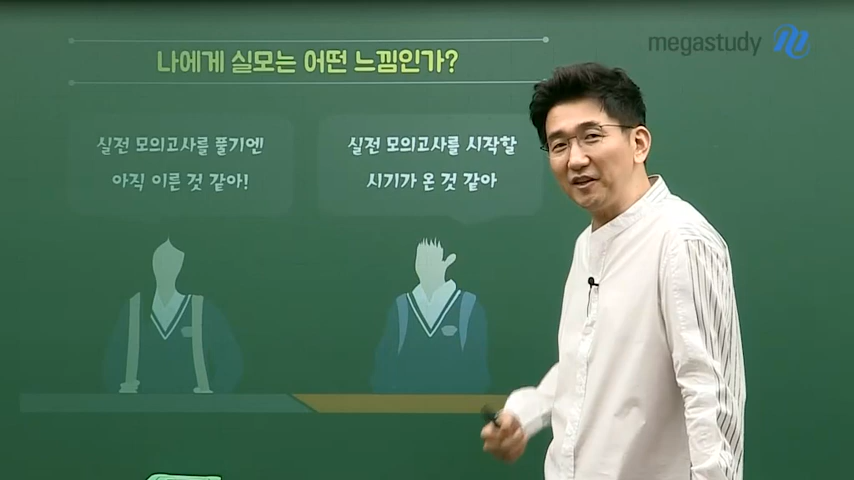 megastudy
나에게 실모는 어떤 느낌인가?
실전 모의고사를 풀기엔
아직 이른 것 같아!
실전 모의고사를 시작할
시기가 온 것 같아